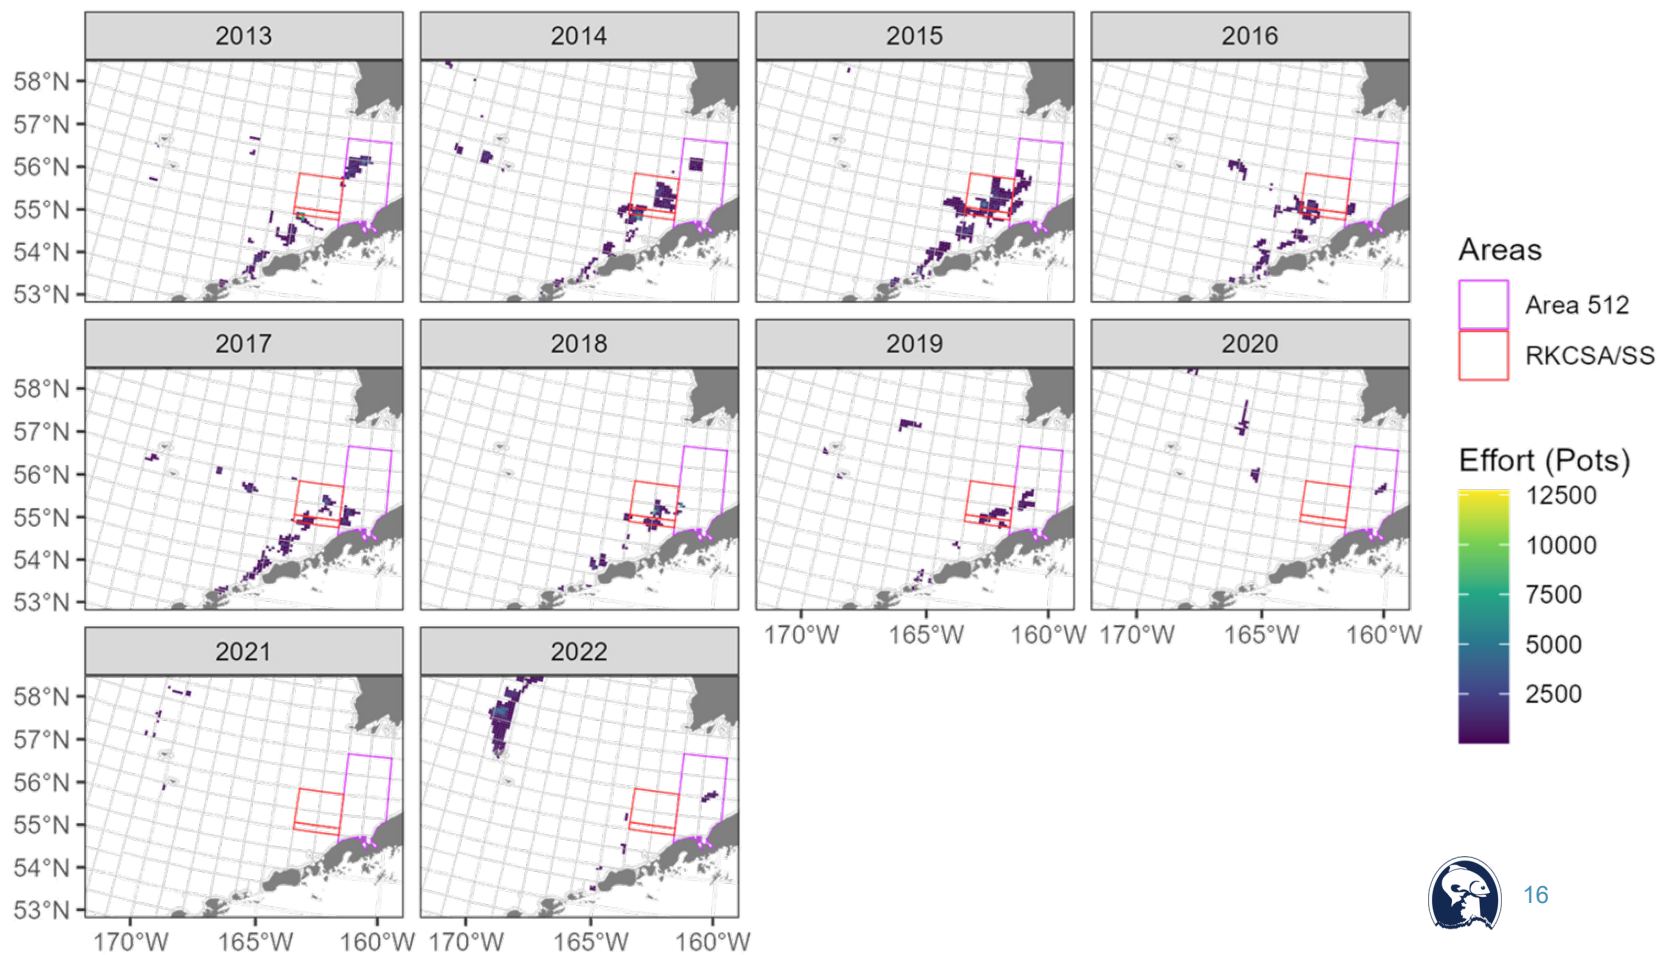 2013 2014 2015 2016
58°N
57°N
56°N
55°N
54°N
53°N
Areas
Area 512
RKCSA/SS
2017 2018 2019 2020
58°N
57°N
56°N
55°N
54°N
53°N
170°W 165°W 160°W 170°W 165°W 160°W
Effort (Pots)
12500
10000
7500
5000
2500
2021 2022
58°N
57°N
56°N
55°N
54°N
53°N
170°W 165°W 160°W 170°W 165°W 160°W
16